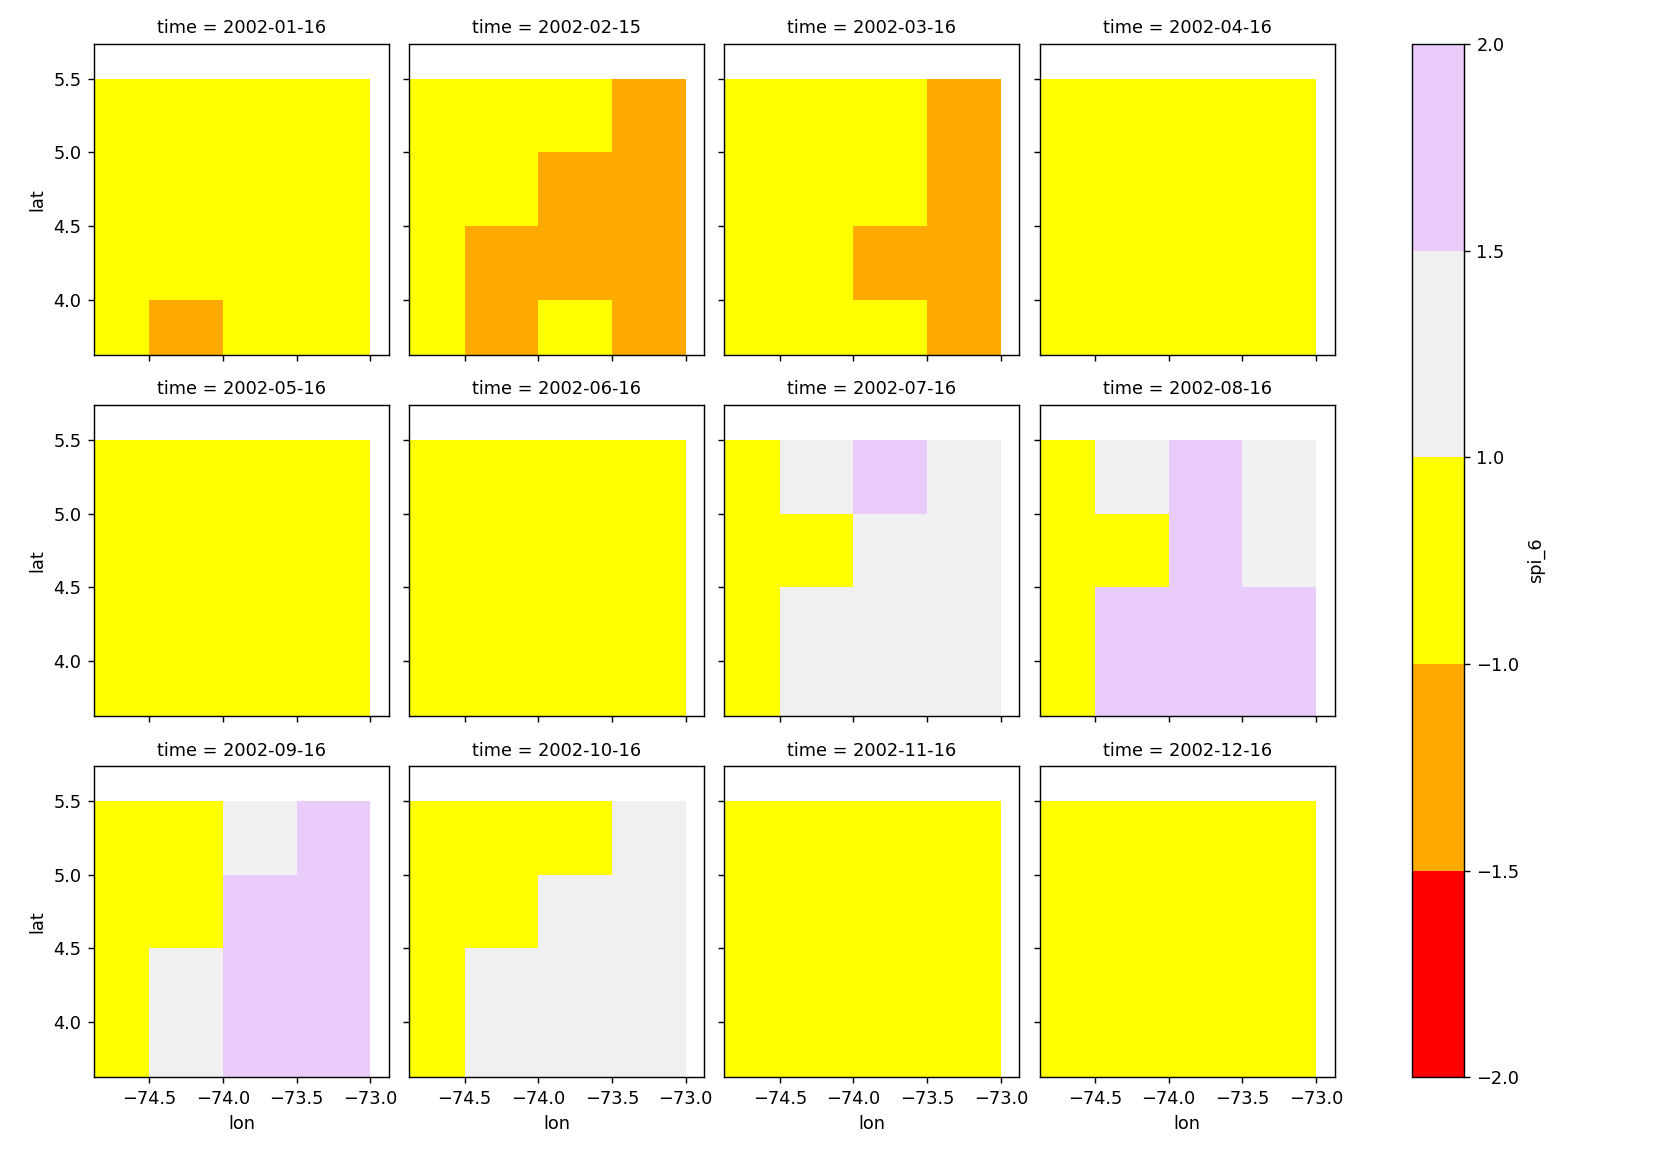 time = 2002-01-16
time = 2002-02-15
time = 2002-03-16
time = 2002-04-16
5.5
5.0
4.5
4.0
lat
time = 2002-05-16
time = 2002-06-16
time = 2002-07-16
time = 2002-08-16
5.5
5.0
4.5
4.0
lat
time = 2002-09-16
time = 2002-10-16
time = 2002-11-16
time = 2002-12-16
5.5
5.0
4.5
4.0
lat
−74.5 −74.0 −73.5 −73.0
lon
−74.5 −74.0 −73.5 −73.0
lon
−74.5 −74.0 −73.5 −73.0
lon
−74.5 −74.0 −73.5 −73.0
lon
2.0
1.5
1.0
−1.0
−1.5
−2.0
spi_6